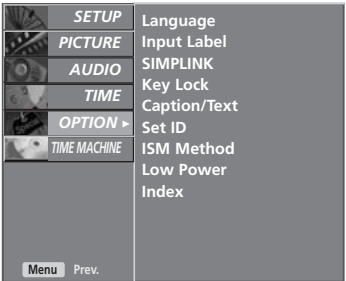 SETUP
PICTURE
AUDIO
TIME
OPTION ►
TIME MACHINE
Menu Prev.
Language
Input Label
SIMPLINK
Key Lock
Caption/Text
Set ID
ISM Method
Low Power
Index